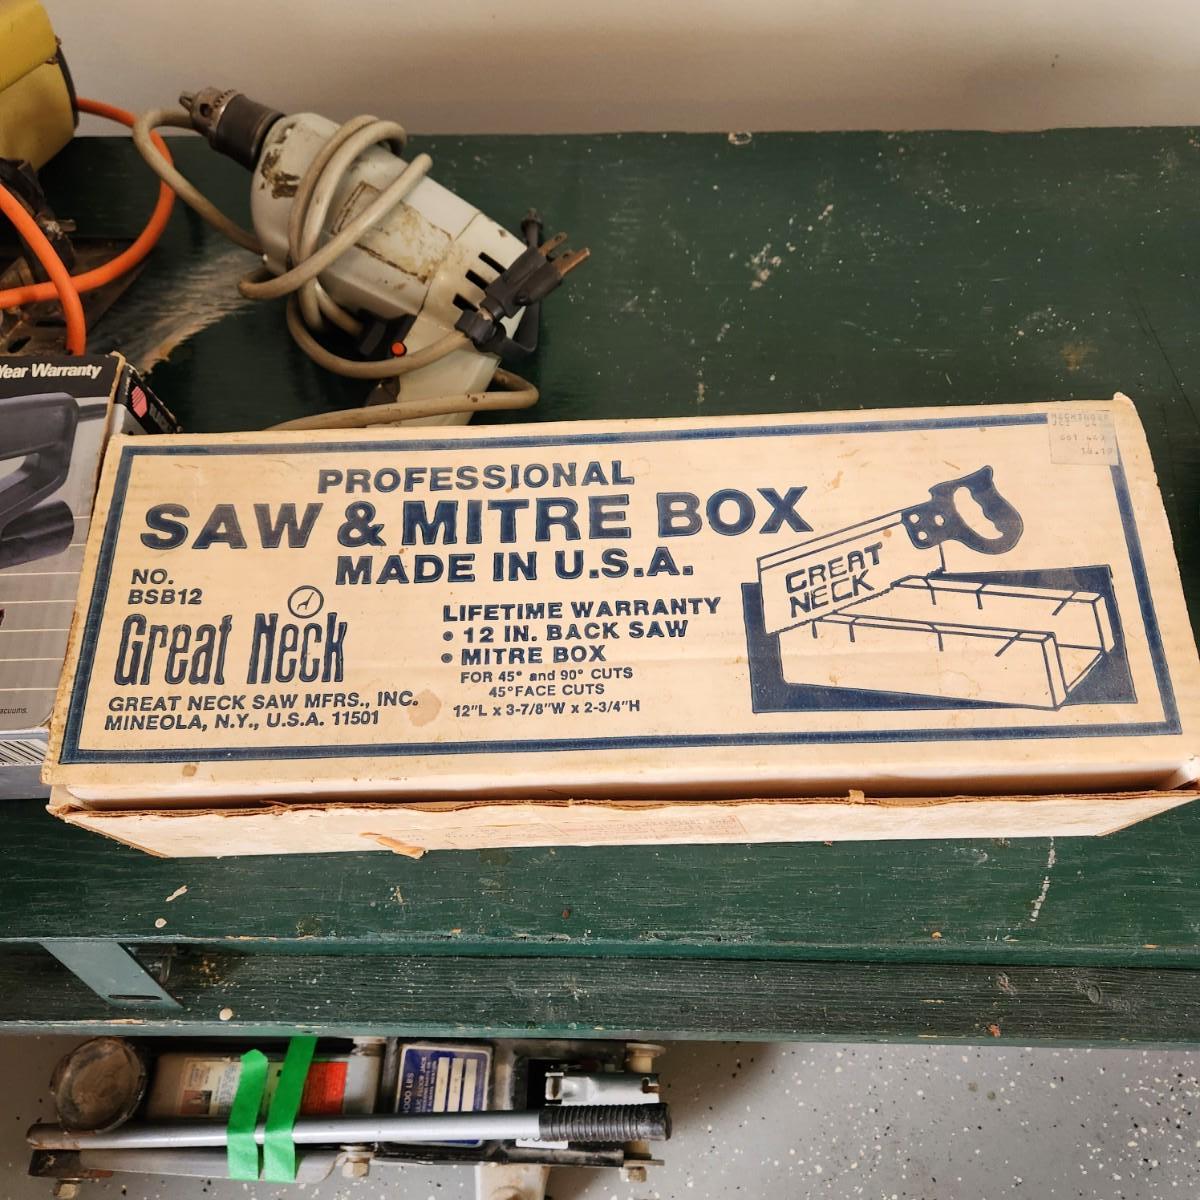 Year Warranty
PROFESSIONAL
SAW & MITRE BOX
MADE IN U.S.A.
NO.
BSB12
Great Neck
GREAT NECK SAW MFRS., INC.
MINEOLA, N.Y., U.S.A. 11501
LIFETIME WARRANTY
• 12 IN. BACK SAW
• MITRE BOX
FOR 45° and 90° CUTS
45° FACE CUTS
12"L x 3-7/8"W x 2-3/4"H
GREAT
NECK